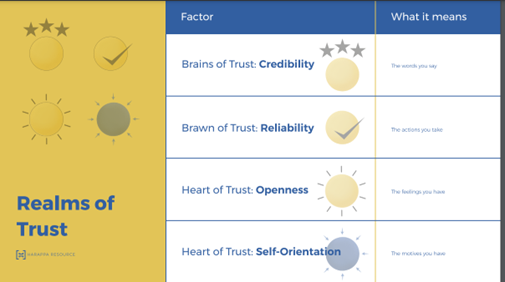 Realms of
Trust
HANNIFIN RESOURCE
Factor
What it means
Brains of Trust: Credibility
The words you say
Brawn of Trust: Reliability
The actions you take
Heart of Trust: Openness
The feelings you have
Heart of Trust: Self-Orientation
The motives you have